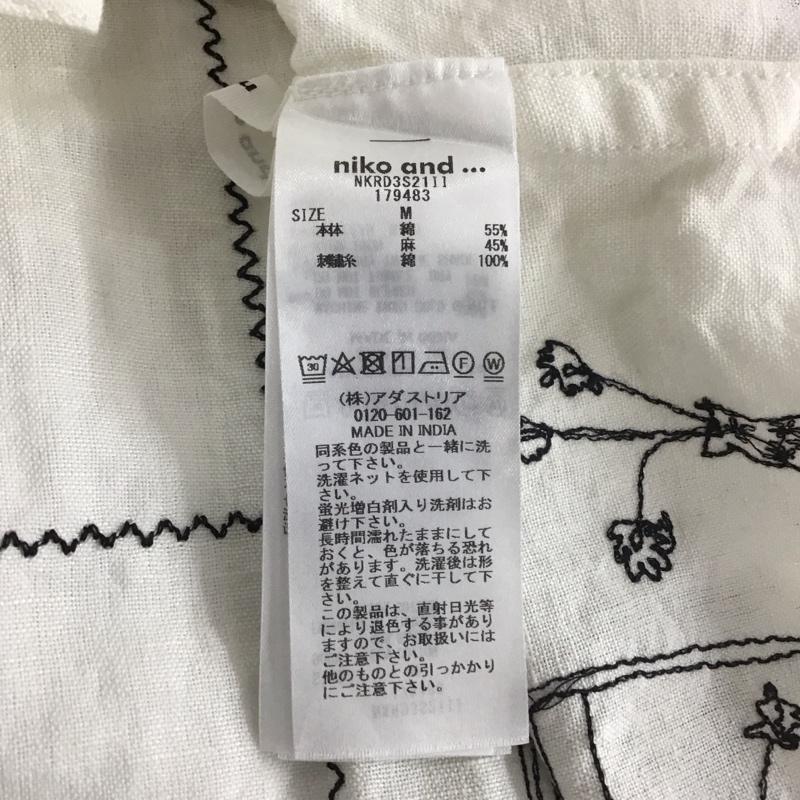 niko and ...
NKRD3S21II
179483
SIZE M
本体 綿 55%
麻 45%
刺繍糸 綿 100%
30 F W
(株)アダストリア
0120-601-162
MADE IN INDIA
同系色の製品と一緒に洗
って下さい。
洗濯ネットを使用して下
さい。
蛍光増白剤入り洗剤はお
避け下さい。
長時間濡れたままにして
おくと、色が落ちる恐れ
があります。洗濯後は形
を整えて直ぐに干して下
さい。
この製品は、直射日光等
により退色する事があり
ますので、お取扱いには
ご注意下さい。
他のものとの引っかかり
にご注意下さい。